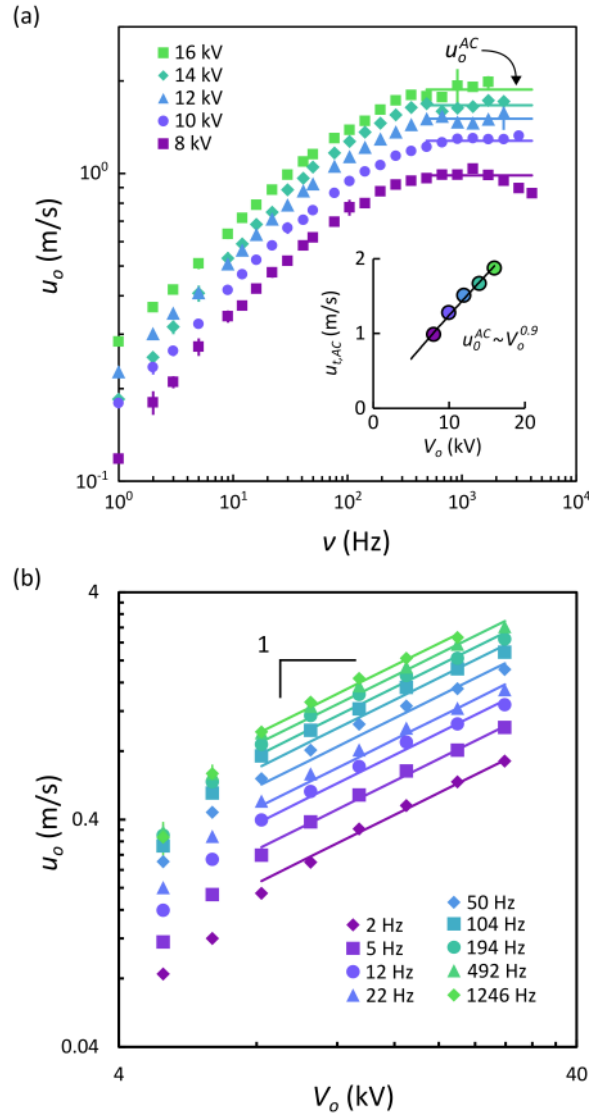 (a)
16 kV
14 kV
12 kV
10 kV
8 kV
u_o^AC
10^0
10^-1
u_o (m/s)
2
1
0
u_t,AC (m/s)
u_0^AC~V_o^0.9
0 10 20
V_o (kV)
10^0 10^1 10^2 10^3 10^4
ν (Hz)
(b)
4
0.4
0.04
u_o (m/s)
1
2 Hz
5 Hz
12 Hz
22 Hz
50 Hz
104 Hz
194 Hz
492 Hz
1246 Hz
4 40
V_o (kV)